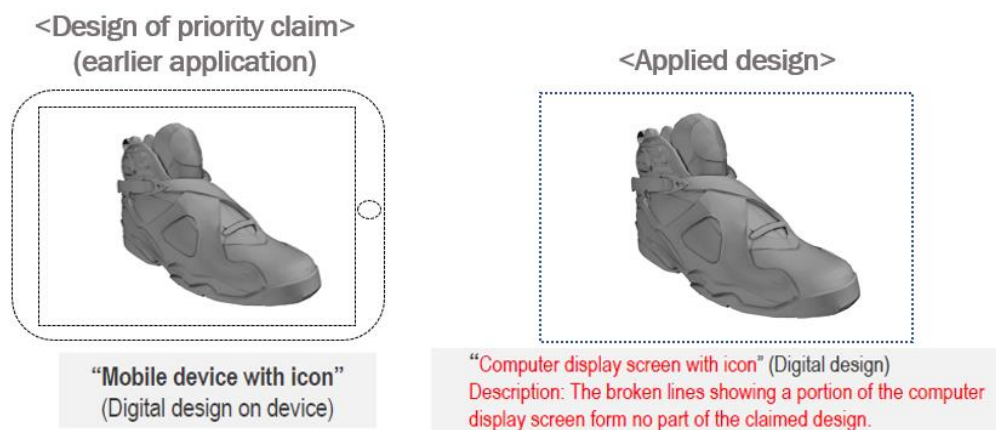 <Design of priority claim>
(earlier application)
<Applied design>
“Mobile device with icon”
(Digital design on device)
“Computer display screen with icon” (Digital design)
Description: The broken lines showing a portion of the computer
display screen form no part of the claimed design.